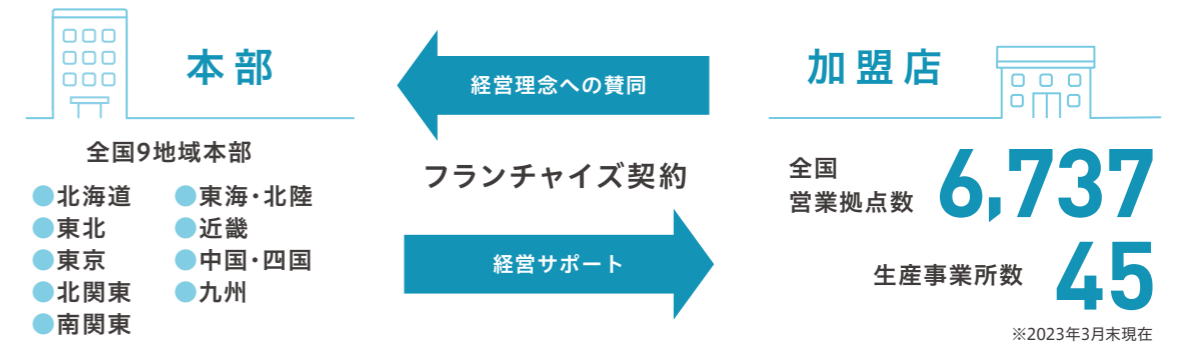 本部
全国9地域本部
●北海道
●東北
●東京
●北関東
●南関東
●東海・北陸
●近畿
●中国・四国
●九州
経営理念への賛同
フランチャイズ契約
経営サポート
加盟店
全国
営業拠点数
6,737
生産事業所数
45
※2023年3月末現在